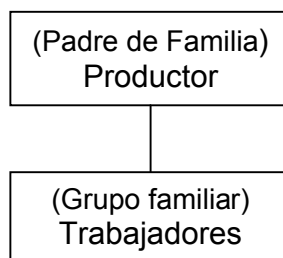 (Padre de Familia)
Productor
(Grupo familiar)
Trabajadores